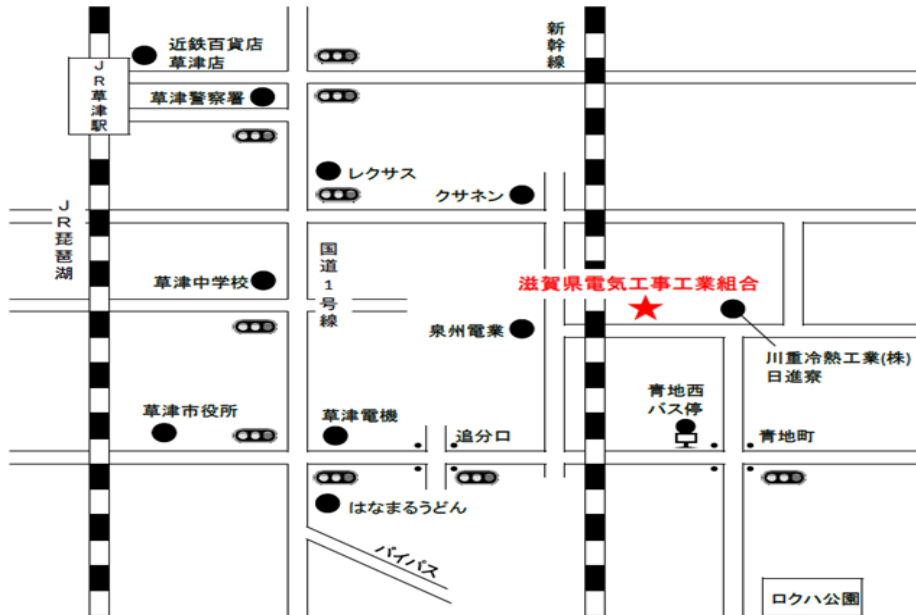 近鉄百貨店
草津店
新幹線
JR草津駅
草津警察署
レクサス
クサネン
JR琵琶湖
国道1号線
草津中学校
滋賀県電気工事工業組合
泉州電業
川重冷熱工業(株)
日進寮
青地西
バス停
草津市役所
草津電機
追分口
青地町
はなまるうどん
バイパス
ロクハ公園